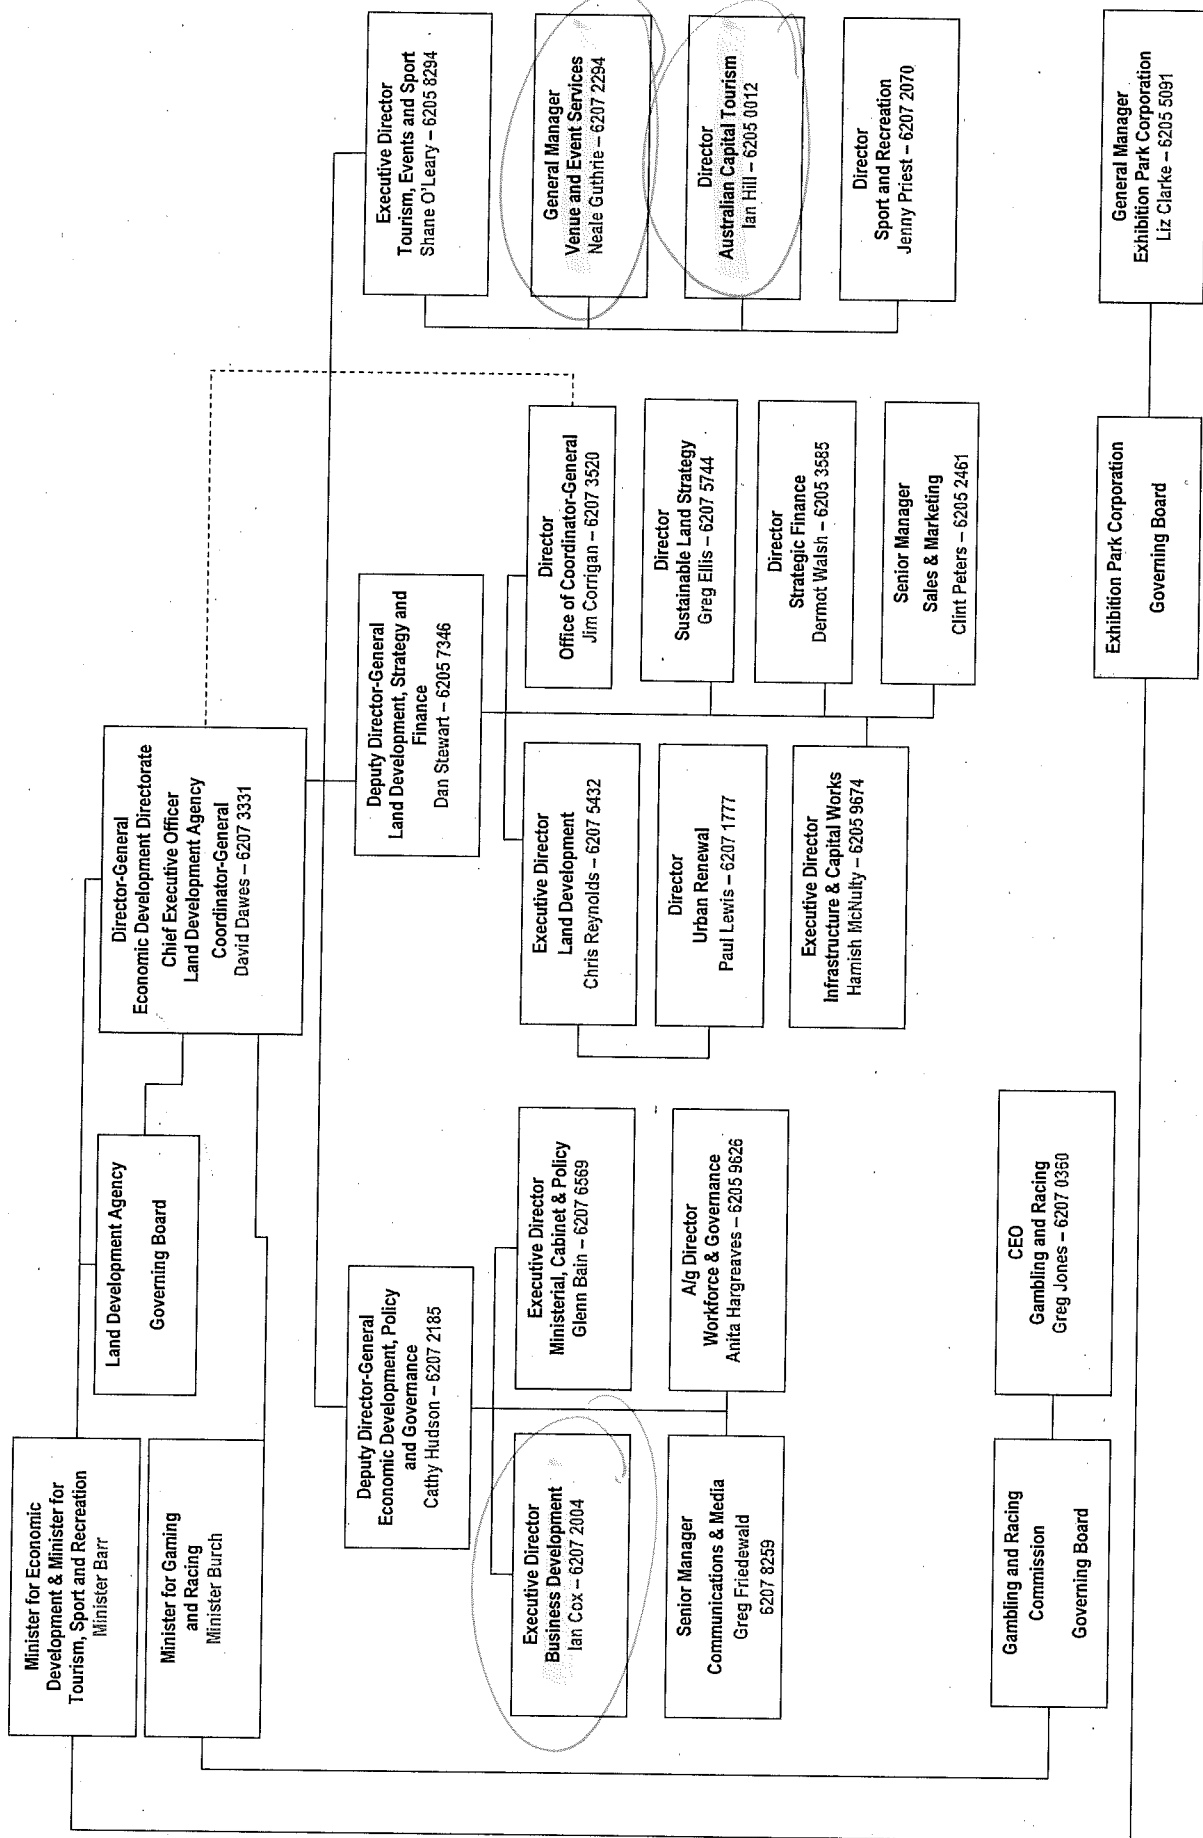 Minister for Economic
Development & Minister for
Tourism, Sport and Recreation
Minister Barr
Minister for Gaming
and Racing
Minister Burch
Land Development Agency
Governing Board
Director-General
Economic Development Directorate
Chief Executive Officer
Land Development Agency
Coordinator-General
David Dawes – 6207 3331
Deputy Director-General
Economic Development, Policy
and Governance
Cathy Hudson – 6207 2185
Deputy Director-General
Land Development, Strategy and
Finance
Dan Stewart – 6205 7346
Executive Director
Tourism, Events and Sport
Shane O'Leary – 6205 8294
Executive Director
Business Development
Ian Cox – 6207 2004
Executive Director
Ministerial, Cabinet & Policy
Glenn Bain – 6207 6569
Executive Director
Land Development
Chris Reynolds – 6207 5432
Director
Office of Coordinator-General
Jim Corrigan – 6207 3520
General Manager
Venue and Event Services
Neale Guthrie – 6207 2294
Senior Manager
Communications & Media
Greg Friedewald
6207 8259
A/g Director
Workforce & Governance
Anita Hargreaves – 6205 9626
Director
Urban Renewal
Paul Lewis – 6207 1777
Director
Sustainable Land Strategy
Greg Ellis – 6207 5744
Director
Australian Capital Tourism
Ian Hill – 6205 0012
Executive Director
Infrastructure & Capital Works
Hamish McNulty – 6205 9674
Director
Strategic Finance
Dermot Walsh – 6205 3585
Director
Sport and Recreation
Jenny Priest – 6207 2070
Senior Manager
Sales & Marketing
Clint Peters – 6205 2461
Gambling and Racing
Commission
Governing Board
CEO
Gambling and Racing
Greg Jones – 6207 0360
Exhibition Park Corporation
Governing Board
General Manager
Exhibition Park Corporation
Liz Clarke – 6205 5091